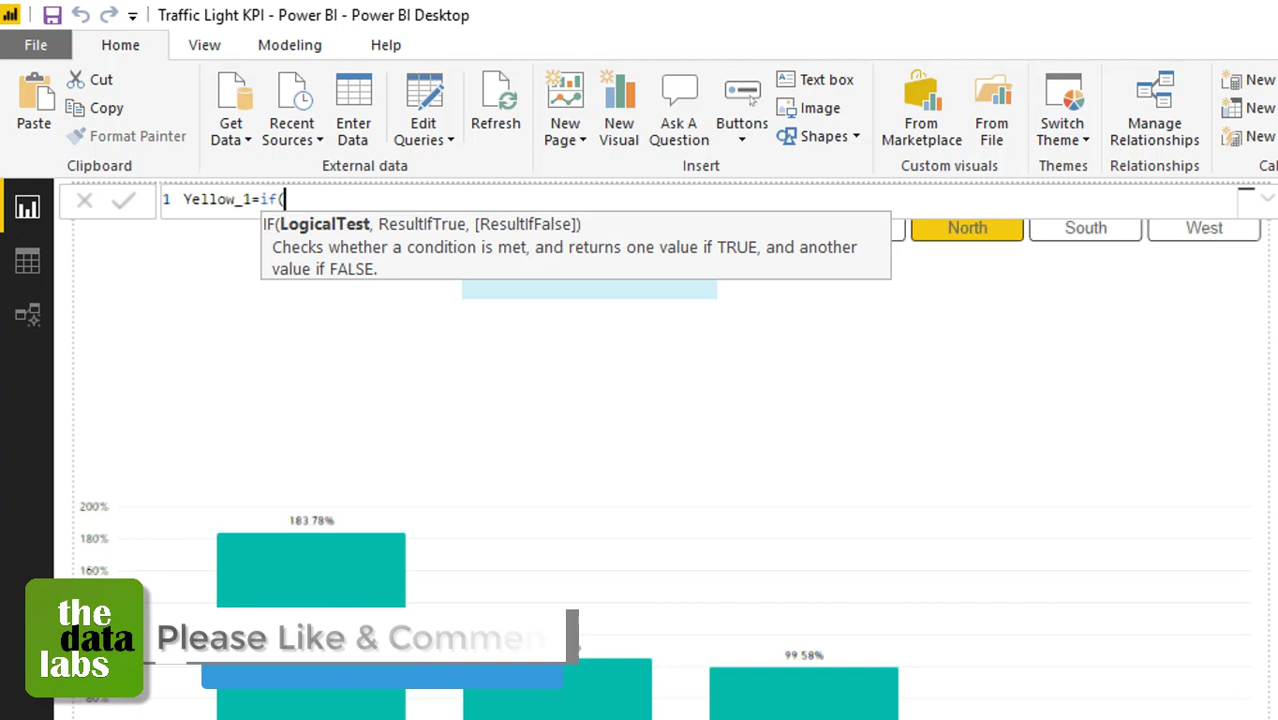 Traffic Light KPI - Power BI - Power BI Desktop
File Home View Modeling Help
Paste
Cut
Copy
Format Painter
Clipboard
Get Data
Recent Sources
Enter Data
Edit Queries
External data
Refresh
New Page
New Visual
Ask A Question
Buttons
Text box
Image
Shapes
Insert
From Marketplace
From File
Custom visuals
Switch Theme
Themes
Manage Relationships
Relationships
New
New
New
Cal
1 Yellow_1=if(
IF(LogicalTest, ResultIfTrue, [ResultIfFalse])
Checks whether a condition is met, and returns one value if TRUE, and another
value if FALSE.
North South West
200%
183.78%
180%
160%
99.58%
80%
the
data
labs
Please Like & Commen